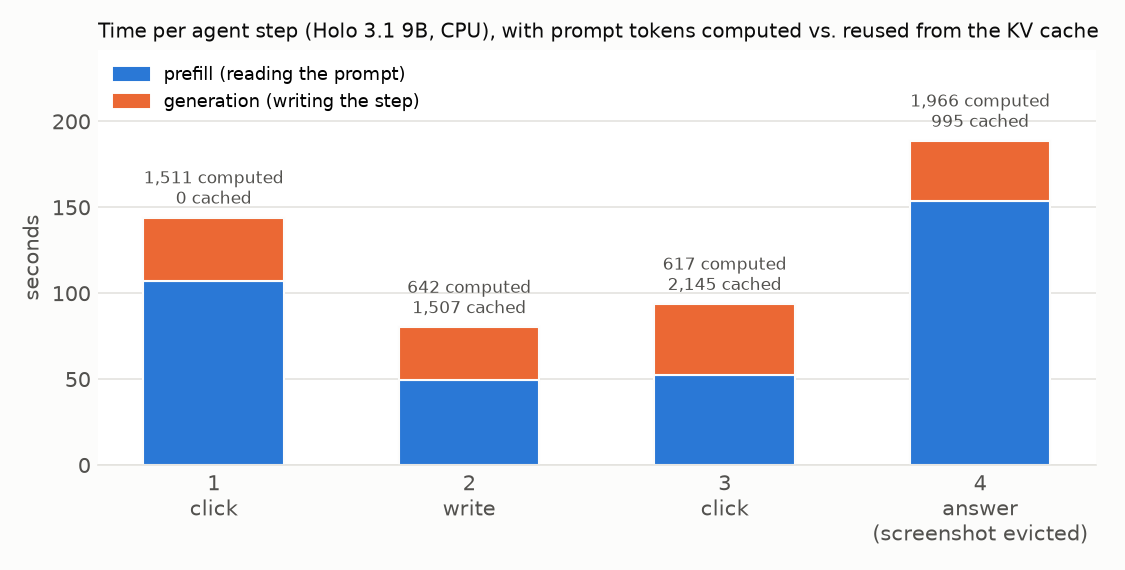 Time per agent step (Holo 3.1 9B, CPU), with prompt tokens computed vs. reused from the KV cache
prefill (reading the prompt)
generation (writing the step)
seconds
200
150
100
50
0
1,511 computed
0 cached
642 computed
1,507 cached
617 computed
2,145 cached
1,966 computed
995 cached
1
click
2
write
3
click
4
answer
(screenshot evicted)